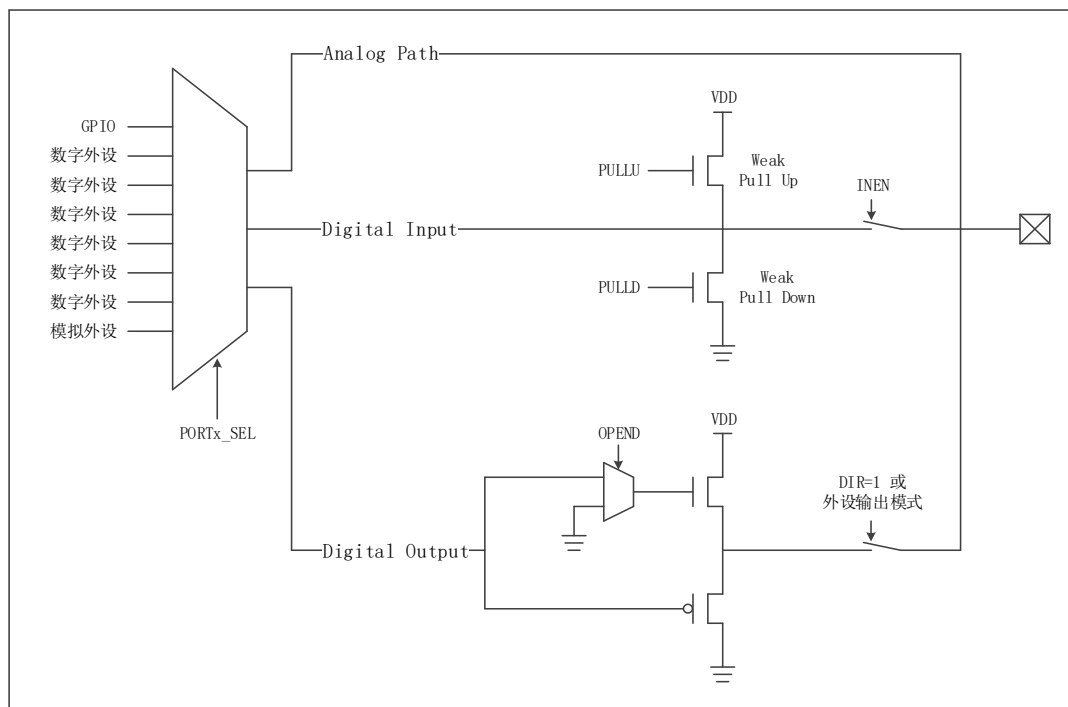 Analog Path
VDD
GPIO
数字外设
Weak
Pull Up
PULLU
INEN
数字外设
数字外设
Digital Input
数字外设
数字外设
Weak
Pull Down
PULLD
数字外设
模拟外设
VDD
PORTx_SEL
OPEND
DIR=1 或
外设输出模式
Digital Output